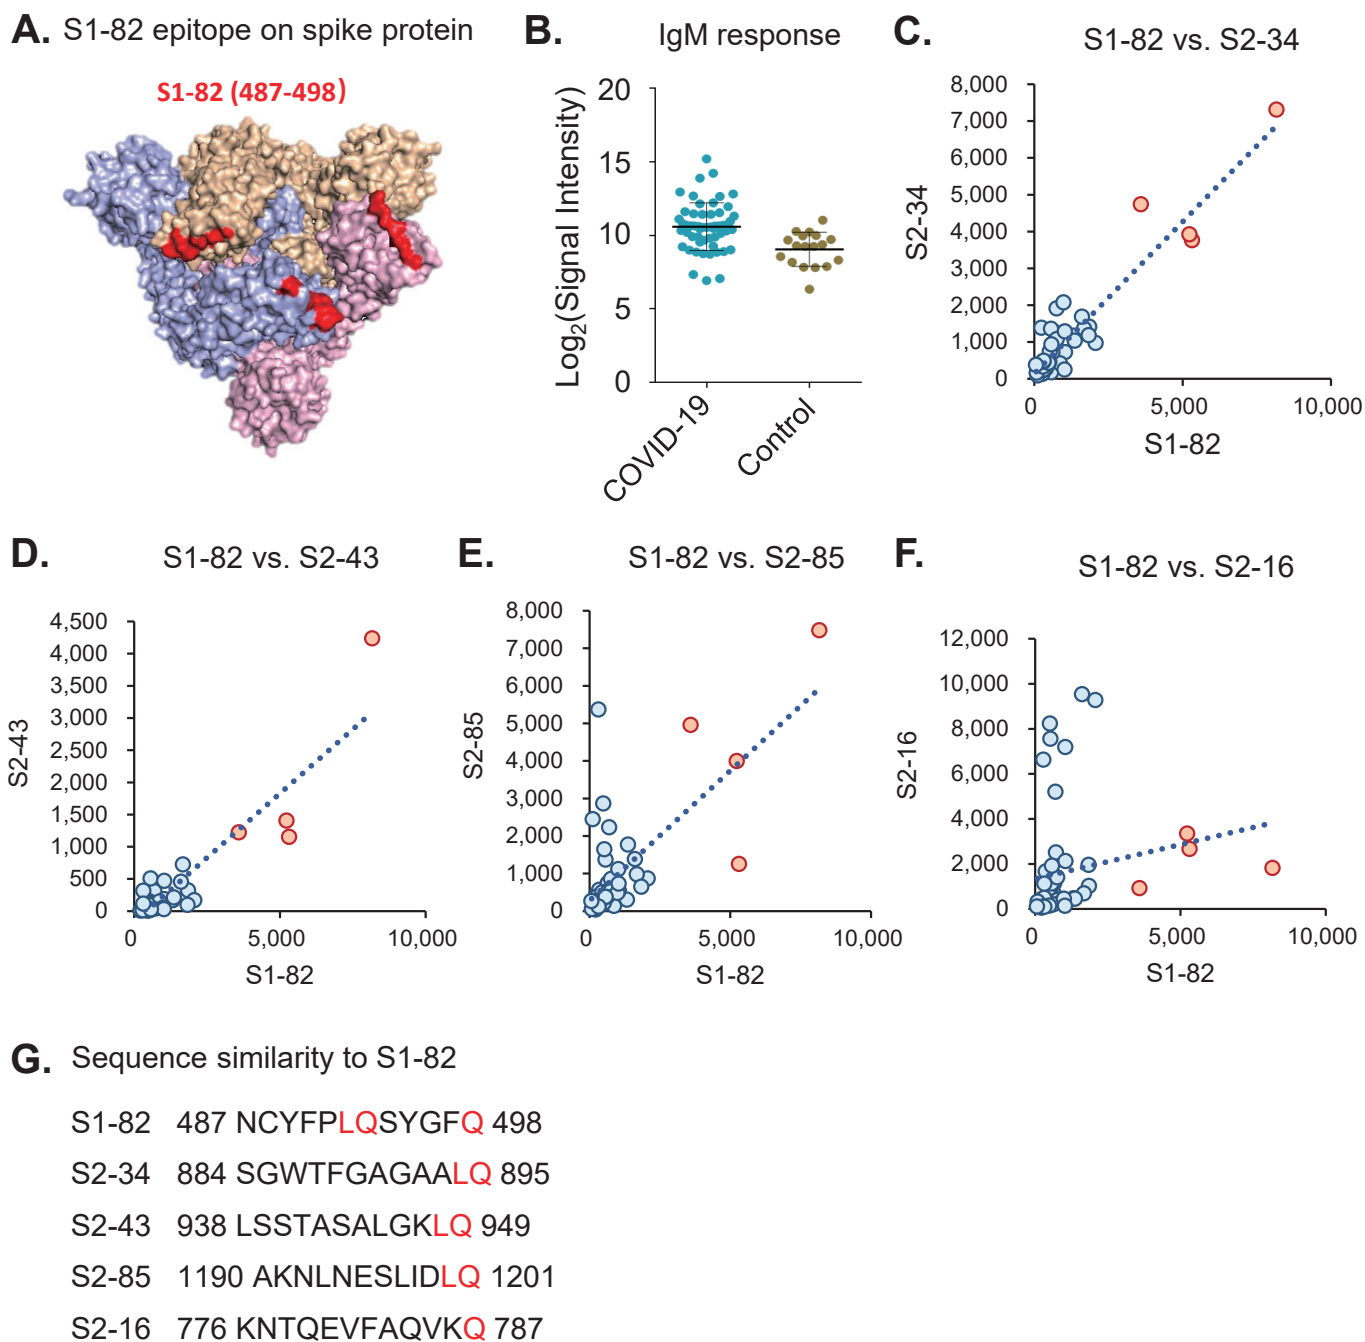 A. S1-82 epitope on spike protein
S1-82 (487-498)
B. IgM response
Log2(Signal Intensity)
20
15
10
5
0
COVID-19
Control
C. S1-82 vs. S2-34
S2-34
8,000
7,000
6,000
5,000
4,000
3,000
2,000
1,000
0
0 5,000 10,000
S1-82
D. S1-82 vs. S2-43
S2-43
4,500
4,000
3,500
3,000
2,500
2,000
1,500
1,000
500
0
0 5,000 10,000
S1-82
E. S1-82 vs. S2-85
S2-85
8,000
7,000
6,000
5,000
4,000
3,000
2,000
1,000
0
0 5,000 10,000
S1-82
F. S1-82 vs. S2-16
S2-16
12,000
10,000
8,000
6,000
4,000
2,000
0
0 5,000 10,000
S1-82
G. Sequence similarity to S1-82
S1-82 487 NCYFPLQSYGFQ 498
S2-34 884 SGWTFGAGAALQ 895
S2-43 938 LSSTASALGKLQ 949
S2-85 1190 AKNLNESLIDLQ 1201
S2-16 776 KNTQEVFAQVKQ 787